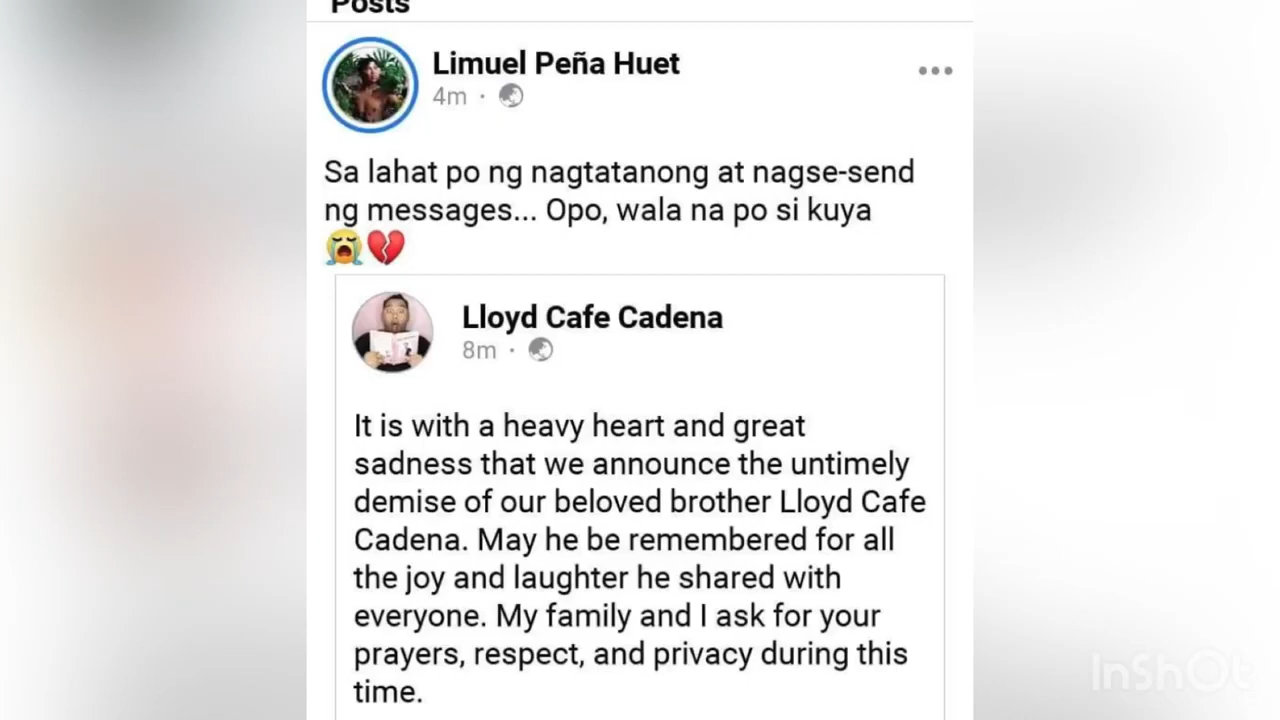 Posts
Limuel Peña Huet
4m ·
Sa lahat po ng nagtatanong at nagse-send
ng messages... Opo, wala na po si kuya
😭💔
Lloyd Cafe Cadena
8m ·
It is with a heavy heart and great
sadness that we announce the untimely
demise of our beloved brother Lloyd Cafe
Cadena. May he be remembered for all
the joy and laughter he shared with
everyone. My family and I ask for your
prayers, respect, and privacy during this
time.
InShOt